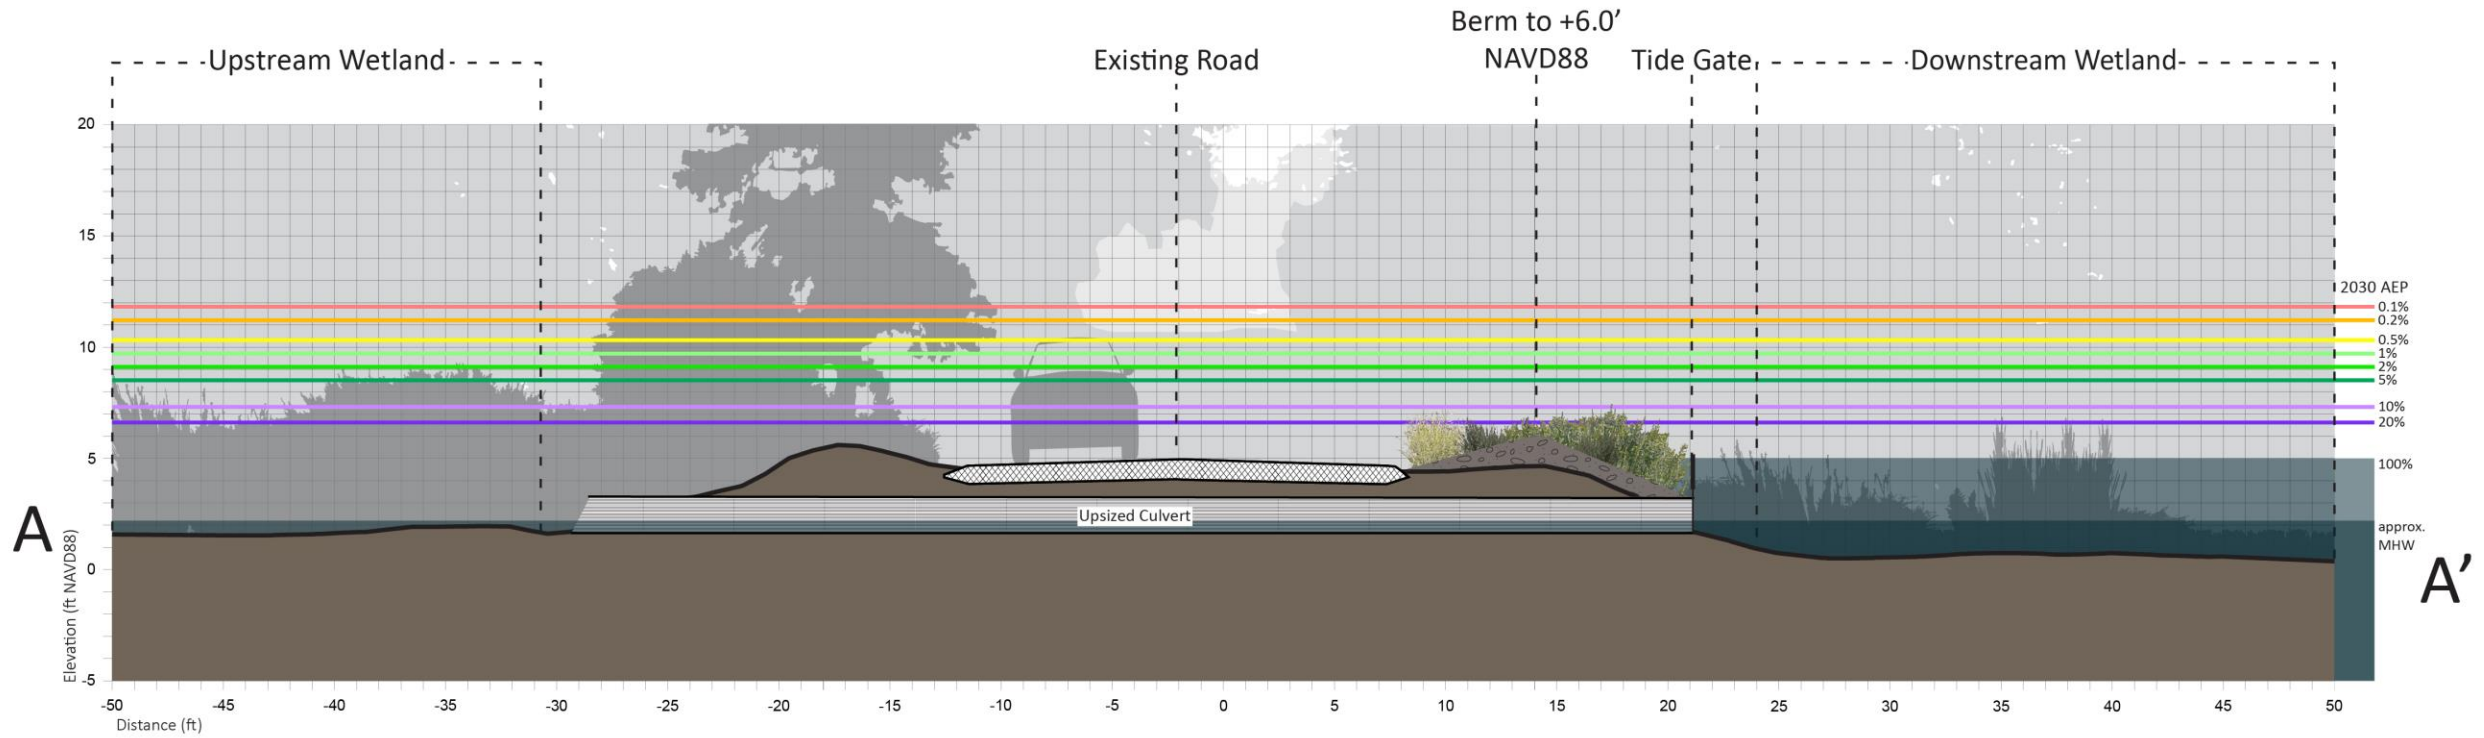 Berm to +6.0’
Upstream Wetland
Existing Road
NAVD88
Tide Gate
Downstream Wetland
20
15
10
5
0
-5
Elevation (ft NAVD88)
2030 AEP
0.1%
0.2%
0.5%
1%
2%
5%
10%
20%
100%
approx.
MHW
Upsized Culvert
A
A’
-50 -45 -40 -35 -30 -25 -20 -15 -10 -5 0 5 10 15 20 25 30 35 40 45 50
Distance (ft)